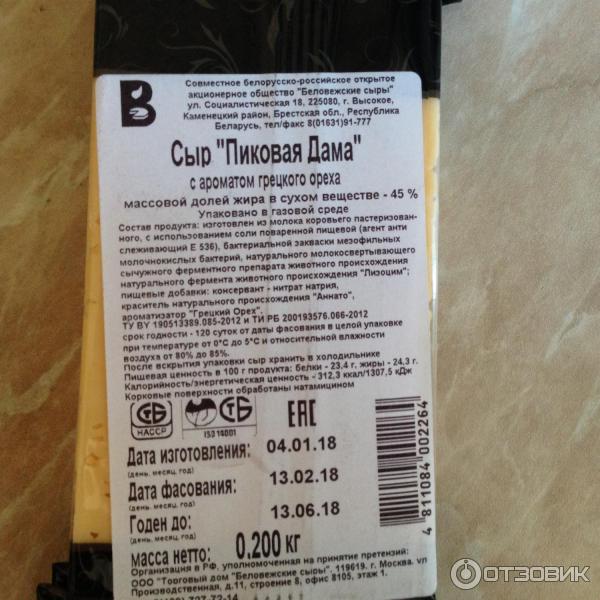 В
Совместное белорусско-российское открытое
акционерное общество "Беловежские сыры"
ул. Социалистическая 18, 225080, г. Высокое,
Каменецкий район, Брестская обл., Республика
Беларусь, тел/факс 8(01631)91-777
Сыр "Пиковая Дама"
с ароматом грецкого ореха
массовой долей жира в сухом веществе - 45 %
Упаковано в газовой среде
Состав продукта: изготовлен из молока коровьего пастеризован-
ного, с использованием соли поваренной пищевой (агент анти
слеживающий Е 536), бактериальной закваски мезофильных
молочнокислых бактерий, натурального молокосвертывающего
сычужного ферментного препарата животного происхождения
натурального фермента животного происхождения "Лизоцим";
пищевые добавки: консервант - нитрат натрия,
краситель натурального происхождения "Аннато",
ароматизатор "Грецкий Орех".
ТУ BY 190513389.085-2012 и ТИ РБ 200193576.066-2012
срок годности - 120 суток от даты фасования в целой упаковке
при температуре от 0°С до 5°С и относительной влажности
воздуха от 80% до 85%.
После вскрытия упаковки сыр хранить в холодильнике
Пищевая ценность в 100 г продукта: белки - 23,4 г. жиры - 24,3 г.
Калорийность/энергетическая ценность - 312,3 ккал/1307,5 кДж
Корковые поверхности обработаны натамицином
СТБ
НАССР
СТБ
ISO 14001
ЕАС
Дата изготовления: 04.01.18
(день, месяц, год)
Дата фасования: 13.02.18
(день, месяц, год)
Годен до: 13.06.18
(день, месяц, год)
масса нетто: 0.200 кг
4 811084 002264
Организация в РФ, уполномоченная на принятие претензий:
ООО "Тоорговый дом "Беловежские сыры". 119619. г. Москва. ул
Производственная, д.11, строение 8, офис 8105, этаж 1.
727-72-14
ОТЗОВИК